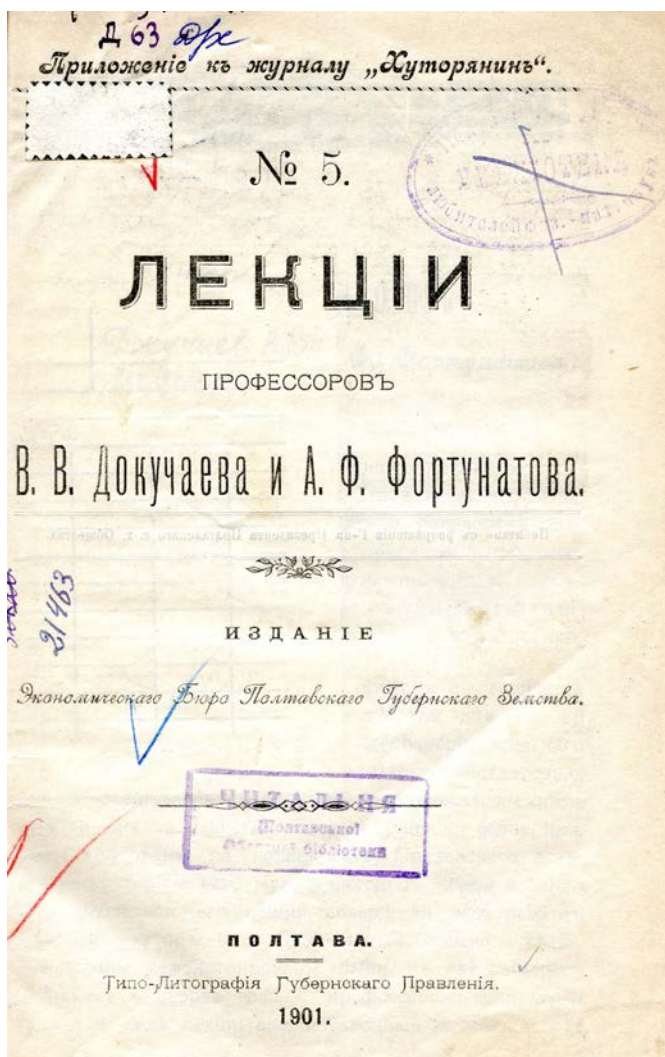 Д 63
Приложеніе къ журналу „Хуторянинъ“.
№ 5.
ЛЕКЦІИ
ПРОФЕССОРОВЪ
В. В. Докучаева и А. Ф. Фортунатова.
21463
ИЗДАНІЕ
Экономическаго Бюро Полтавскаго Губернскаго Земства.
ЧИТАЛЬНЯ
Полтавської
бібліотеки
ПОЛТАВА.
Типо-Литографія Губернскаго Правленія.
1901.